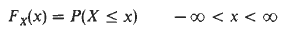 F_X(x) = P(X ≤ x)     − ∞ < x < ∞